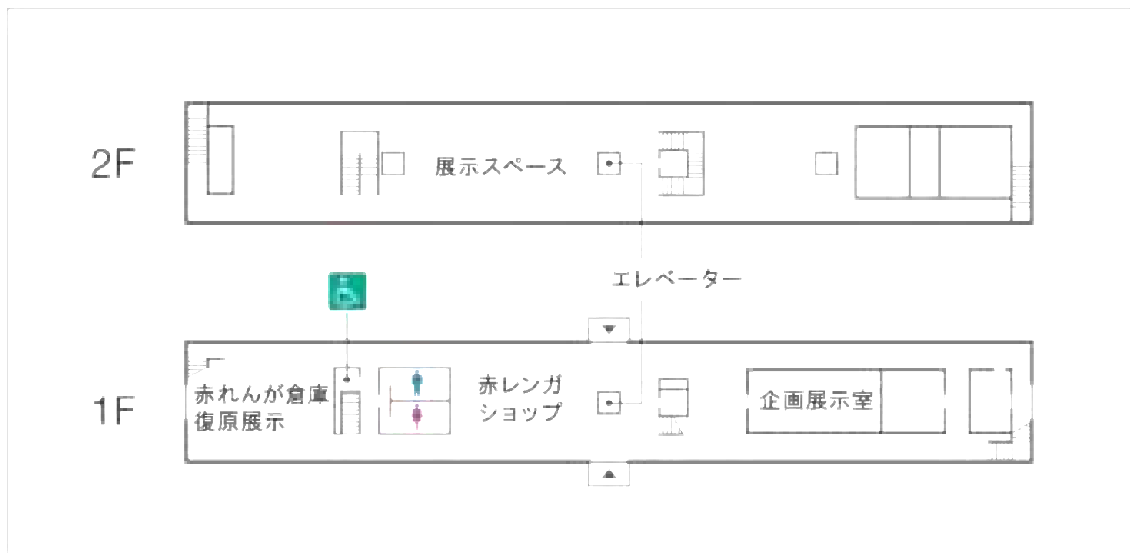 2F
展示スペース
エレベーター
1F
赤れんが倉庫
復原展示
赤レンガ
ショップ
企画展示室